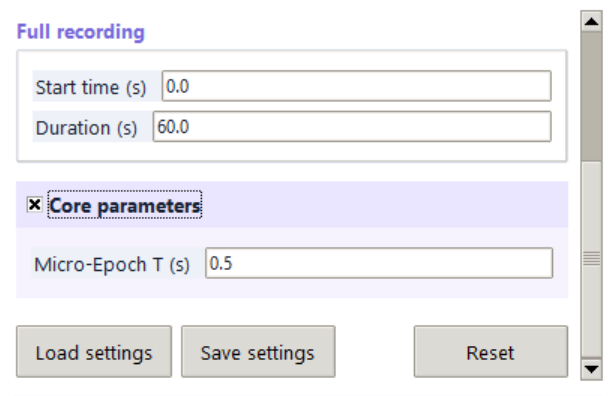 Full recording
Start time (s) 0.0
Duration (s) 60.0
Core parameters
Micro-Epoch T (s) 0.5
Load settings Save settings Reset